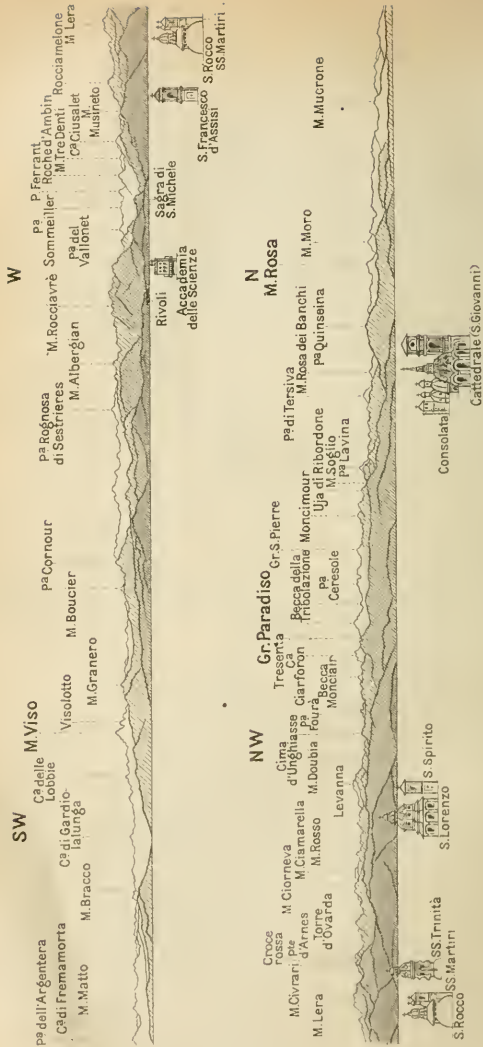 SW
W
Pª dell'Argentera
Cª di Fremamorta
M.Matto
M.Bracco
Cª delle
Lobbie
Cª di Gardio-
lalunga
M.Viso
Visolotto
M.Granero
M.Boucier
Pª Cornour
Pª Rognosa
di Sestrières
M.Albergian
M.Rocciavrè
Pª
Sommeiller
Pª del
Vallonet
P. Ferrant
Roche d'Ambin
M.Tre Denti
Cª Ciusalet
M.
Musineto
Rocciamelone
M Lera
Rivoli
Accademia
delle Scienze
Sagra di
S.Michele
S.Francesco
d'Assisi
S.Rocco
SS.Martiri
NW
N
M.Lera
M.Civrari
Croce
rossa
pte
d'Arnes
Torre
d'Ovarda
M Ciorneva
M.Ciamarella
M.Rosso
Levanna
Cima
d'Unghiasse
M.Doubia
Pª
Fourà
Gr.Paradiso
Tresenta
Cª
Ciarforon
Becca
Monciair
Gr.S.Pierre
Becca della
Tribolazione
Pª
Ceresole
Moncimour
Uja di Ribordone
M.Soglio
Pª Lavina
Pª di Tersiva
M.Rosa dei Banchi
Pª Quinseina
M.Rosa
M.Moro
M.Mucrone
S.Rocco
SS.Martiri
SS.Trinità
S.Lorenzo
S.Spirito
Consolata
Cattedrale (S.Giovanni)